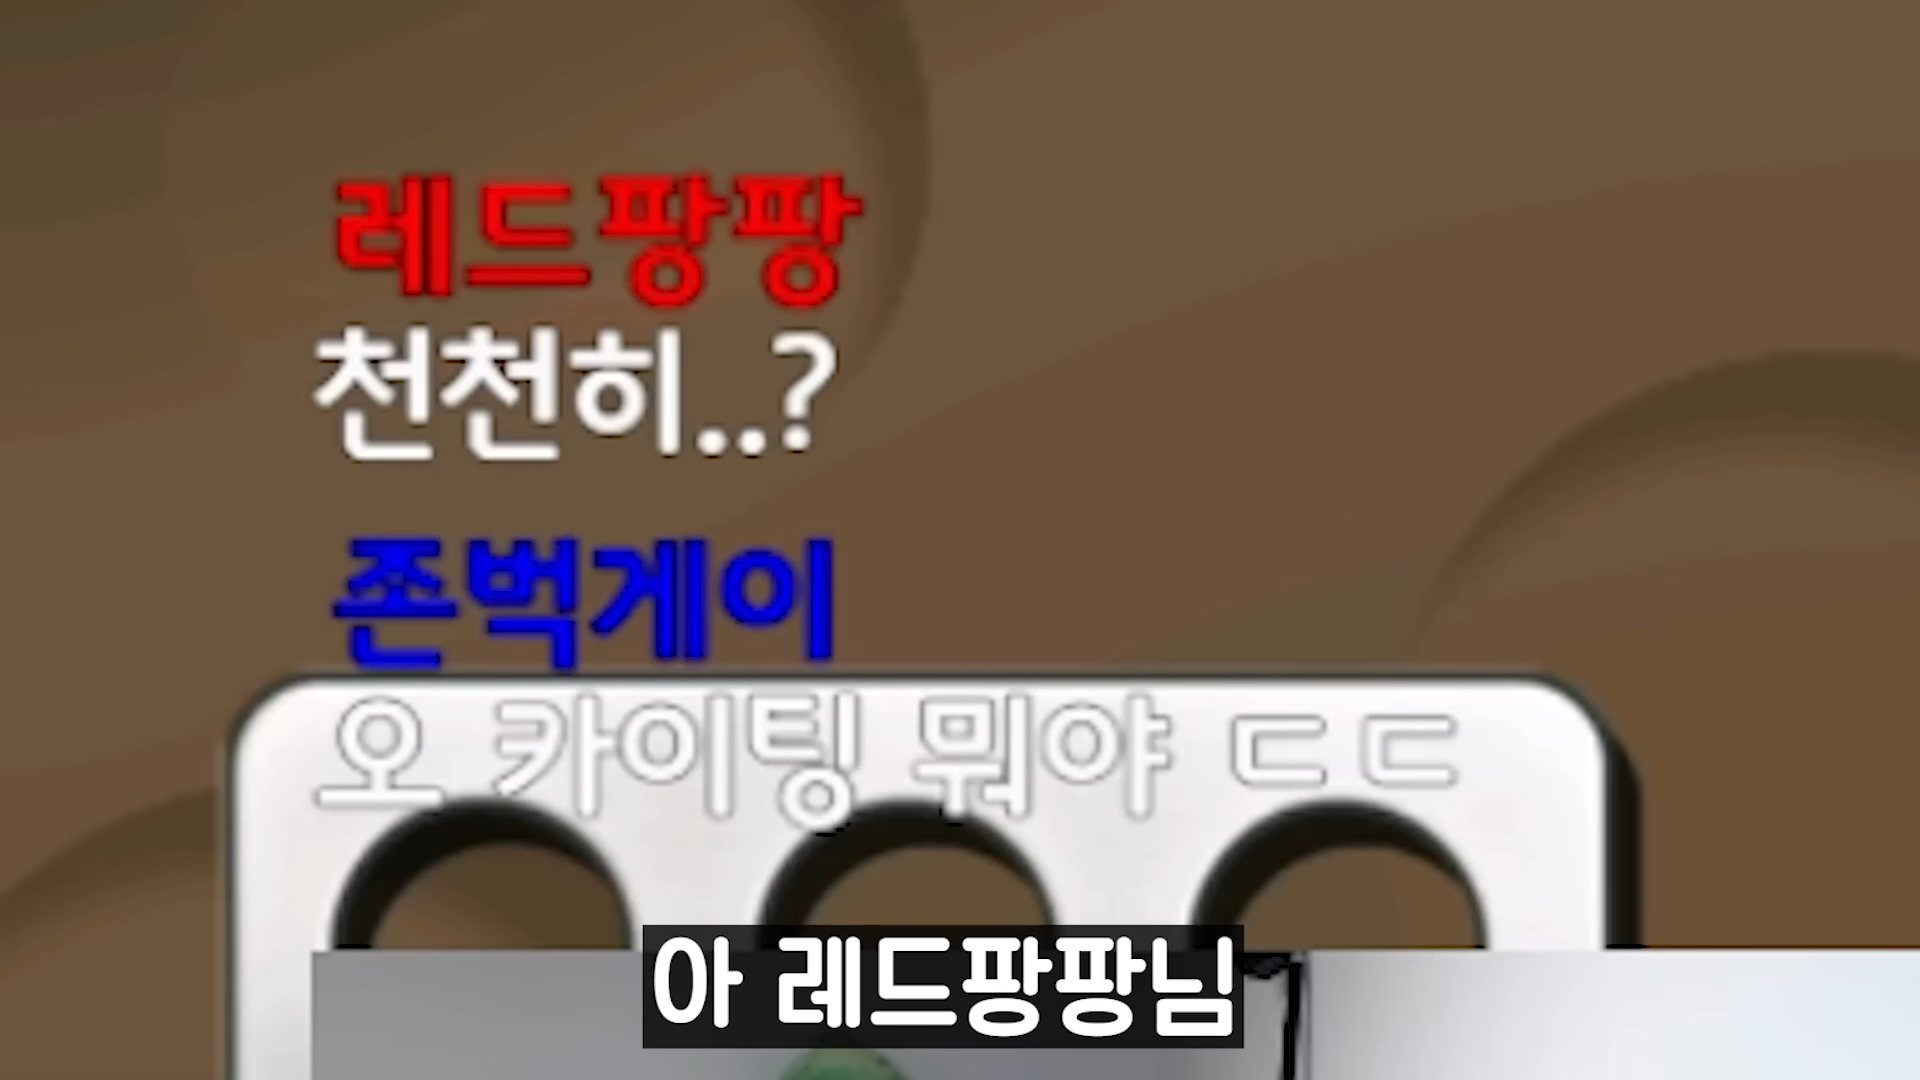 레드팡팡
천천히..?
존벅게이
오 카이팅 뭐야 ㄷㄷ
아 레드팡팡님